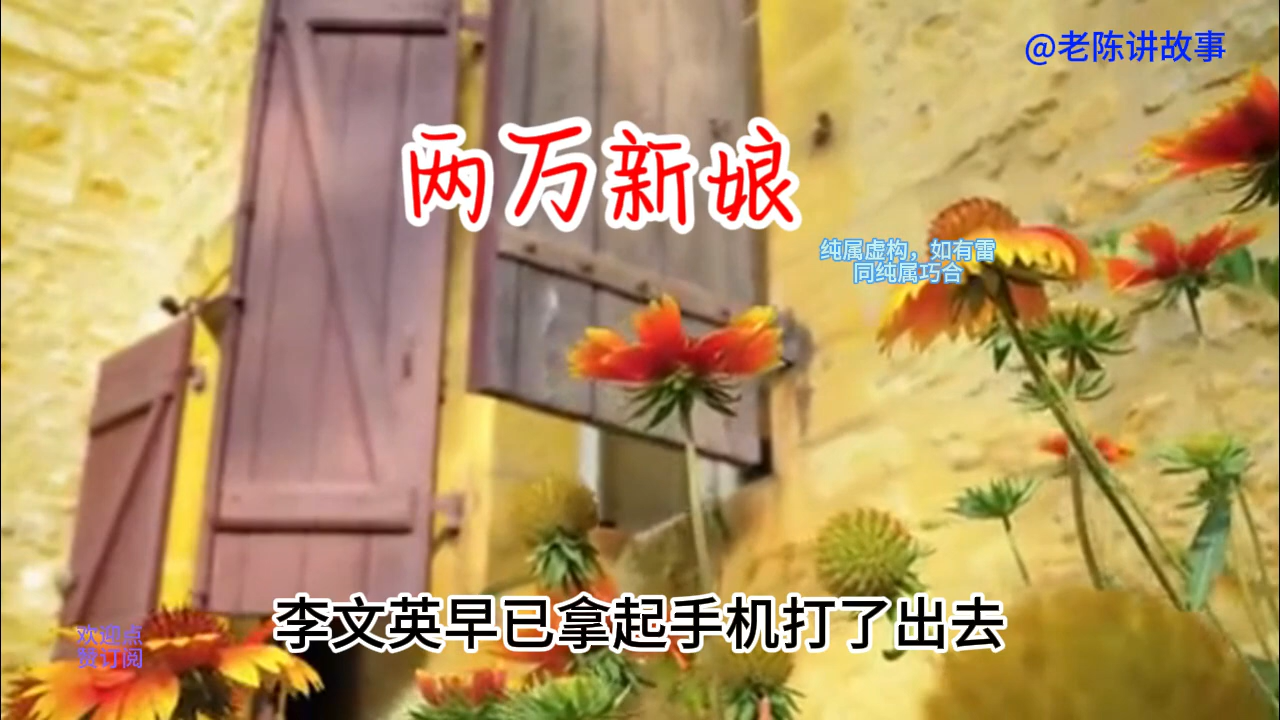 @老陈讲故事
两万新娘
纯属虚构，如有雷
同纯属巧合
李文英早已拿起手机打了出去
欢迎点
赞订阅